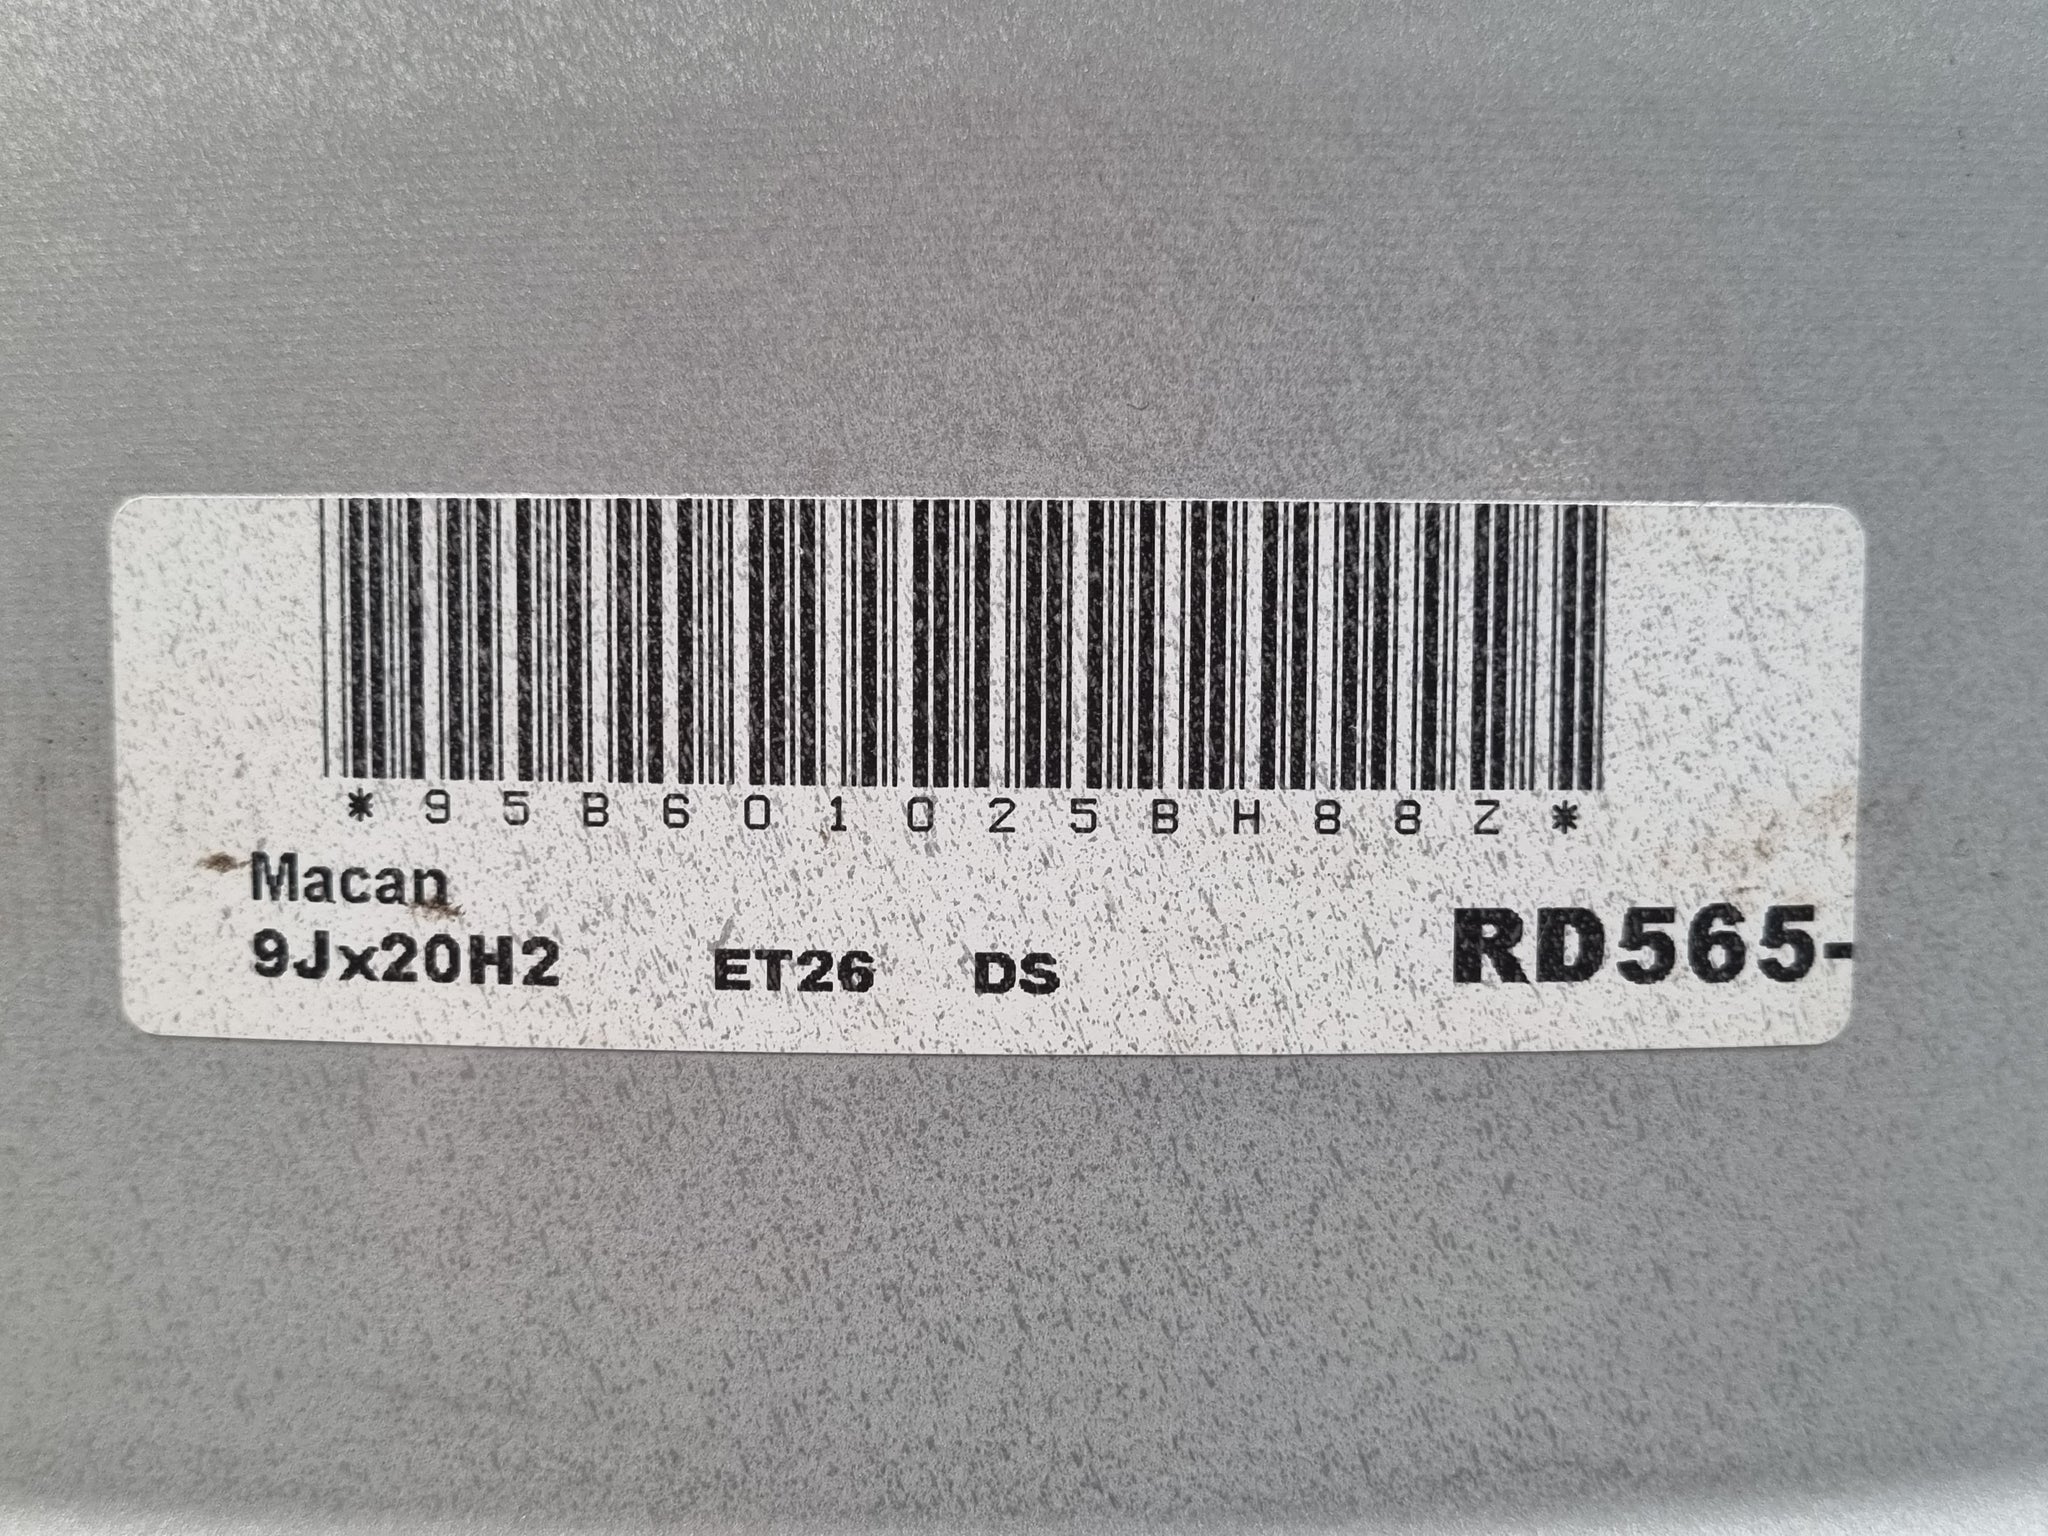 *95B601025BH88Z*
Macan
9Jx20H2 ET26 DS RD565-